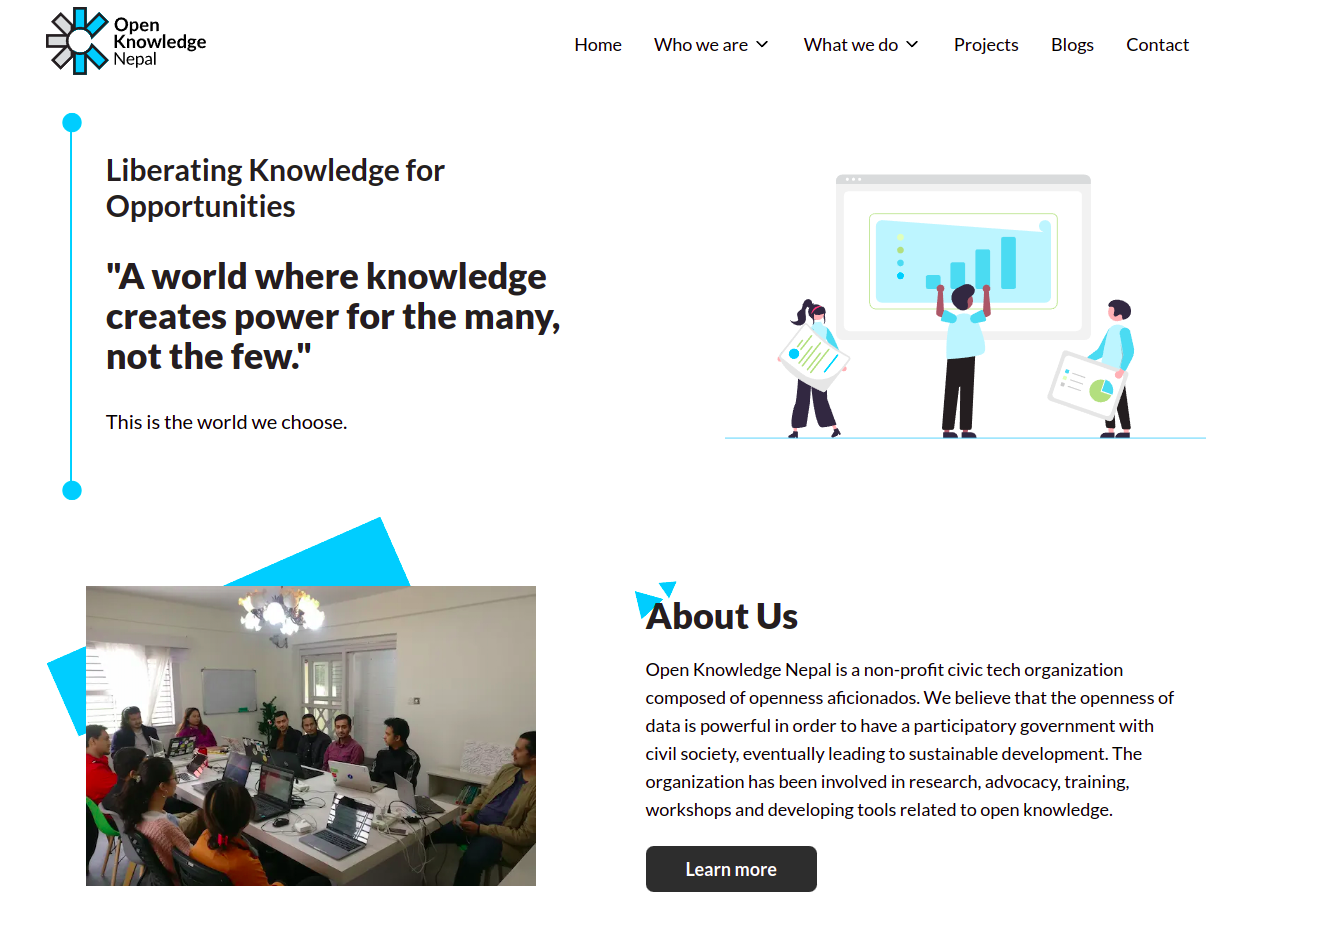 Open
Knowledge
Nepal
Home Who we are What we do Projects Blogs Contact
Liberating Knowledge for
Opportunities
"A world where knowledge
creates power for the many,
not the few."
This is the world we choose.
About Us
Open Knowledge Nepal is a non-profit civic tech organization
composed of openness aficionados. We believe that the openness of
data is powerful in order to have a participatory government with
civil society, eventually leading to sustainable development. The
organization has been involved in research, advocacy, training,
workshops and developing tools related to open knowledge.
Learn more